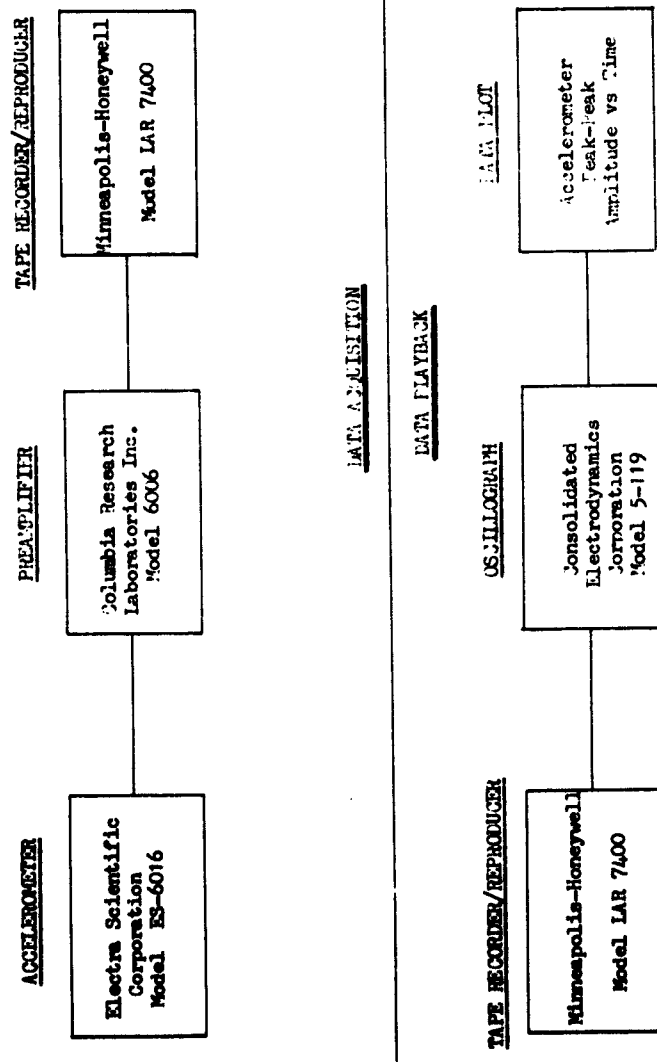 ACCELEROMETER
Electra Scientific
Corporation
Model ES-6016
PREAMPLIFIER
Columbia Research
Laboratories Inc.
Model 6006
TAPE RECORDER/REPRODUCER
Minneapolis-Honeywell
Model LAR 7400
DATA ACQUISITION
DATA PLAYBACK
TAPE RECORDER/REPRODUCER
Minneapolis-Honeywell
Model LAR 7400
OSCILLOGRAPH
Consolidated
Electrodynamics
Corporation
Model 5-119
DATA PLOT
Accelerometer
Peak-Peak
Amplitude vs Time